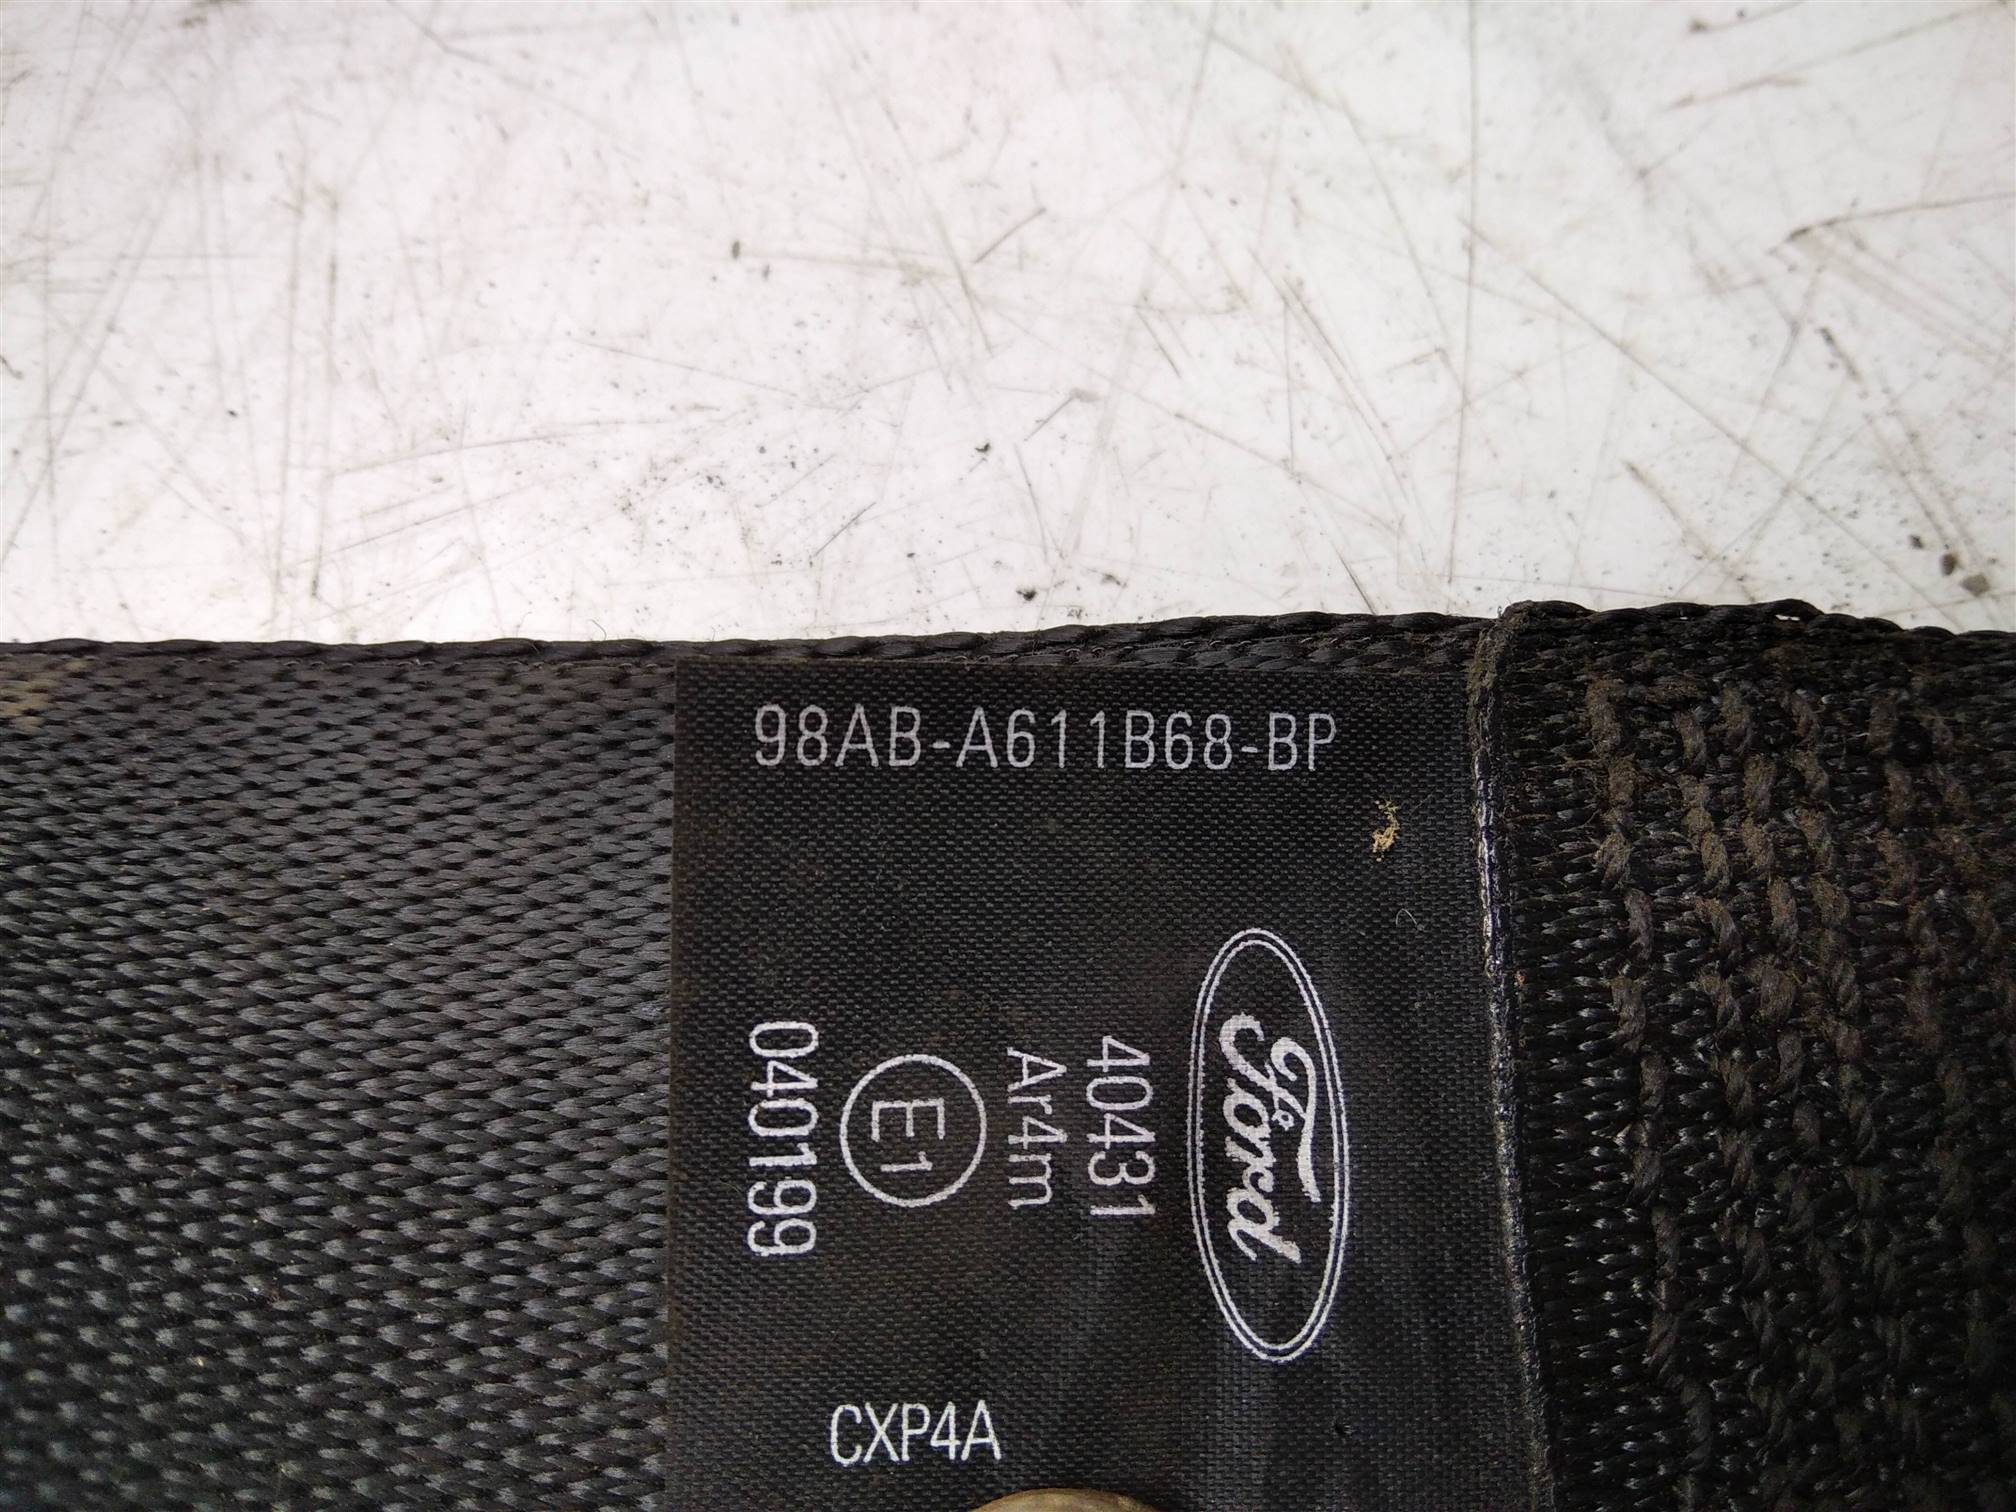 98AB-A611B68-BP
Ford
40431
Ar4m
E1
040199
CXP4A